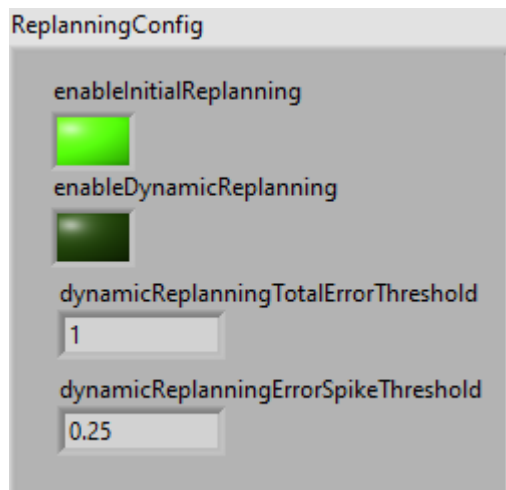 ReplanningConfig
enableInitialReplanning
enableDynamicReplanning
dynamicReplanningTotalErrorThreshold
1
dynamicReplanningErrorSpikeThreshold
0.25